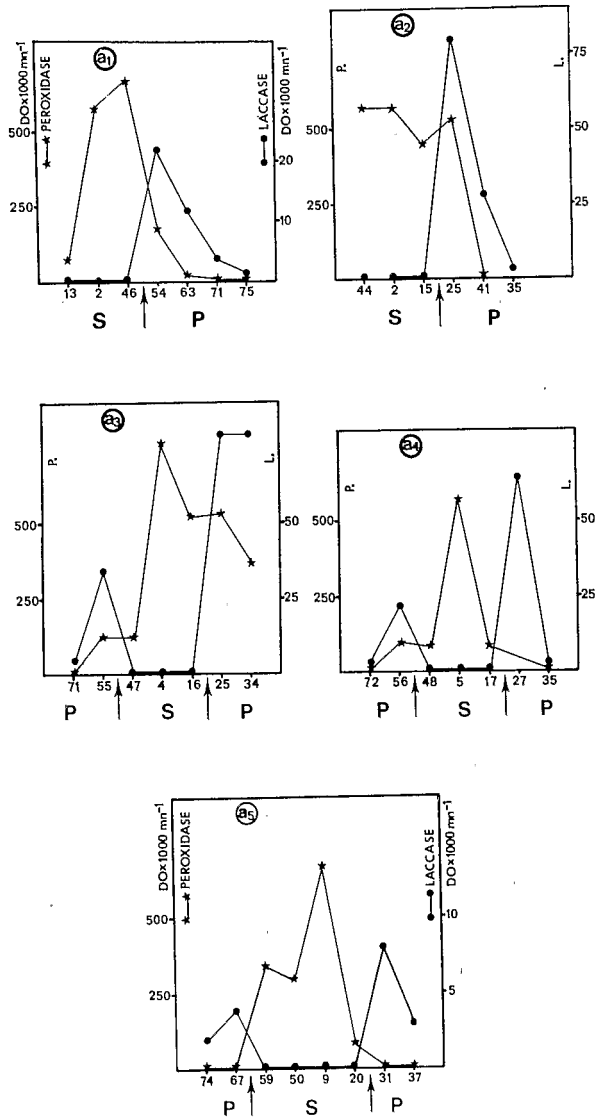 a1
DO×1000 mn⁻¹
PEROXIDASE
500
250
LACCASE
DO×1000 mn⁻¹
20
10
13 2 46 54 63 71 75
S P
a2
P.
L.
500
250
75
50
25
44 2 15 25 41 35
S P
a3
P.
L.
500
250
50
25
71 55 47 4 16 25 34
P S P
a4
P.
L.
500
250
50
25
72 56 48 5 17 27 35
P S P
a5
DO×1000 mn⁻¹
PEROXIDASE
500
250
LACCASE
DO×1000 mn⁻¹
10
5
74 67 59 50 9 20 31 37
P S P